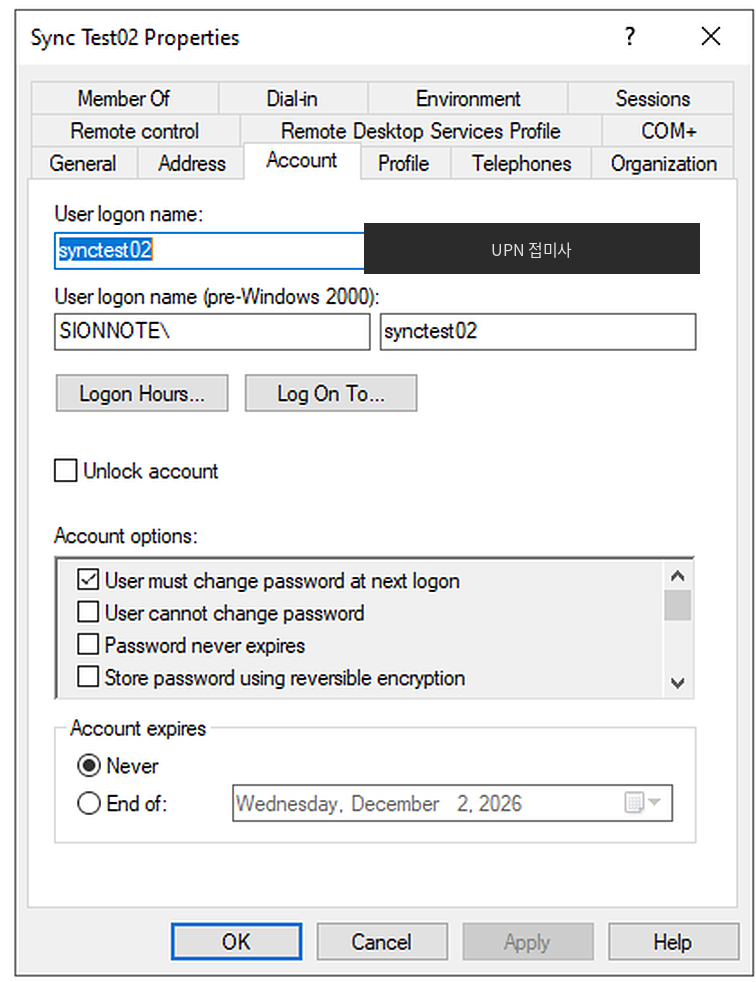 Sync Test02 Properties
?
Member Of Dial-in Environment Sessions
Remote control Remote Desktop Services Profile COM+
General Address Account Profile Telephones Organization
User logon name:
synctest02 UPN 접미사
User logon name (pre-Windows 2000):
SIONNOTE\ synctest02
Logon Hours... Log On To...
Unlock account
Account options:
User must change password at next logon
User cannot change password
Password never expires
Store password using reversible encryption
Account expires
Never
End of: Wednesday, December 2, 2026
OK Cancel Apply Help